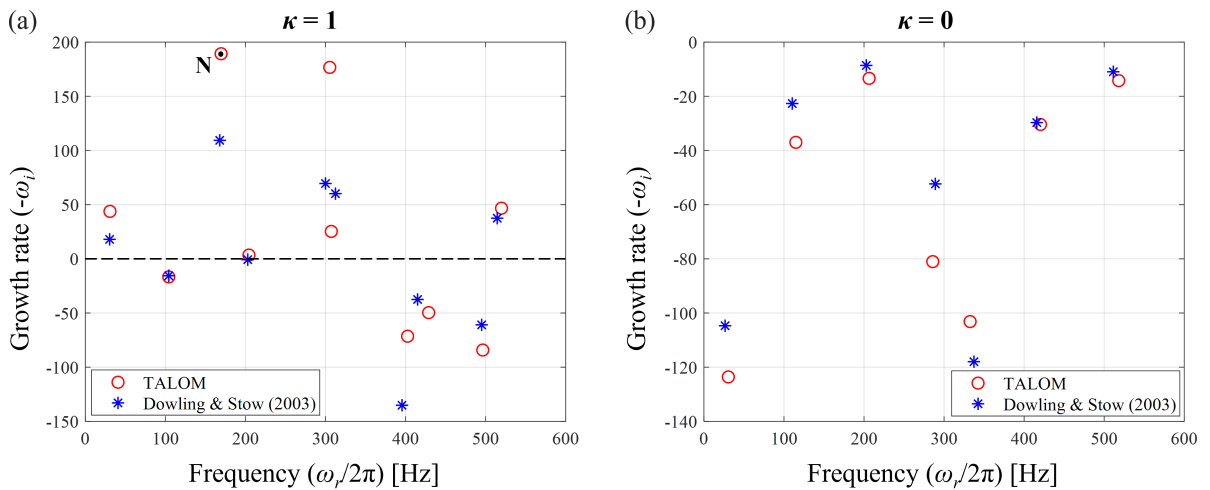 (a)
κ = 1
200
150
100
50
0
-50
-100
-150
N
Growth rate (-ωi)
TALOM
Dowling & Stow (2003)
0 100 200 300 400 500 600
Frequency (ωr/2π) [Hz]
(b)
κ = 0
0
-20
-40
-60
-80
-100
-120
-140
Growth rate (-ωi)
TALOM
Dowling & Stow (2003)
0 100 200 300 400 500 600
Frequency (ωr/2π) [Hz]